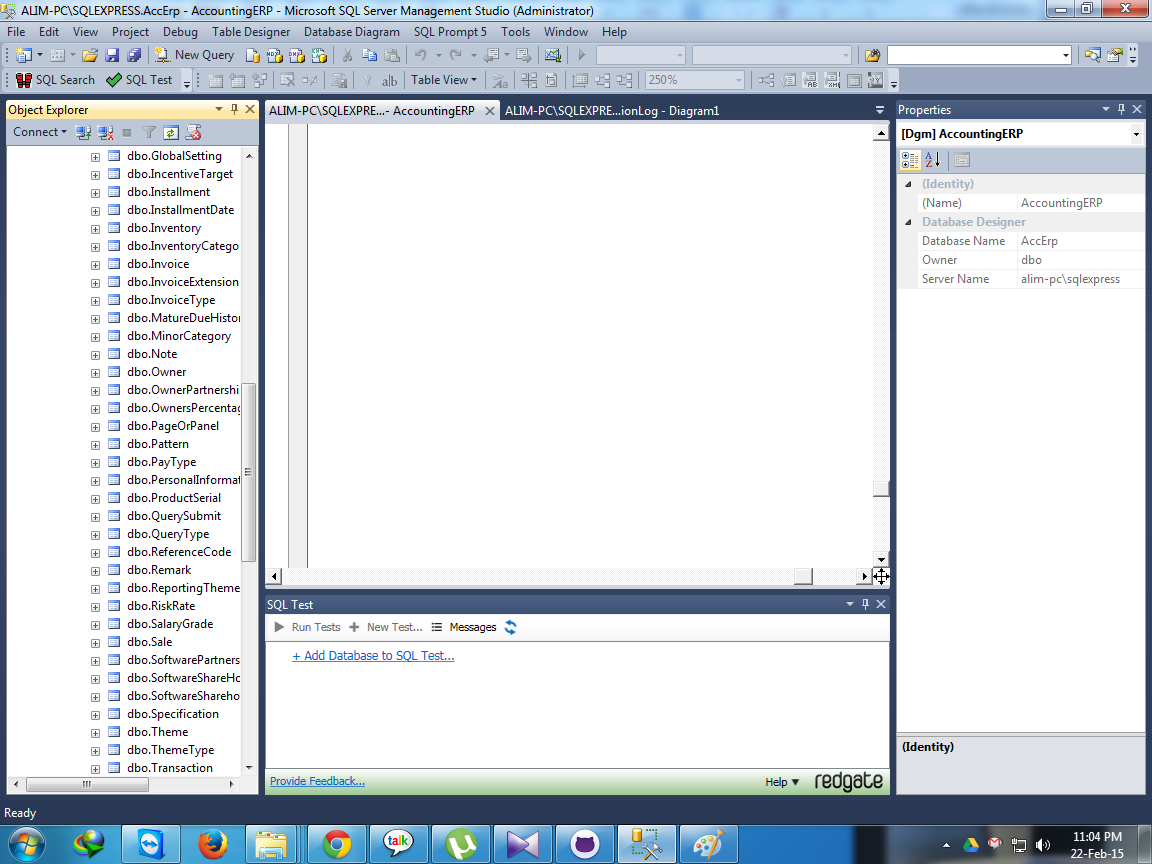 ALIM-PC\SQLEXPRESS.AccErp - AccountingERP - Microsoft SQL Server Management Studio (Administrator)
File Edit View Project Debug Table Designer Database Diagram SQL Prompt 5 Tools Window Help
New Query
SQL Search SQL Test ab Table View 250%
Object Explorer
Connect
dbo.GlobalSetting
dbo.IncentiveTarget
dbo.Installment
dbo.InstallmentDate
dbo.Inventory
dbo.InventoryCatego
dbo.Invoice
dbo.InvoiceExtension
dbo.InvoiceType
dbo.MatureDueHistor
dbo.MinorCategory
dbo.Note
dbo.Owner
dbo.OwnerPartnershi
dbo.OwnersPercentag
dbo.PageOrPanel
dbo.Pattern
dbo.PayType
dbo.PersonalInformat
dbo.ProductSerial
dbo.QuerySubmit
dbo.QueryType
dbo.ReferenceCode
dbo.Remark
dbo.ReportingTheme
dbo.RiskRate
dbo.SalaryGrade
dbo.Sale
dbo.SoftwarePartners
dbo.SoftwareShareHo
dbo.SoftwareShareho
dbo.Specification
dbo.Theme
dbo.ThemeType
dbo.Transaction
ALIM-PC\SQLEXPRE...- AccountingERP ALIM-PC\SQLEXPRE...ionLog - Diagram1
SQL Test
Run Tests New Test... Messages
+ Add Database to SQL Test...
Provide Feedback... Help redgate
Properties
[Dgm] AccountingERP
(Identity)
(Name) AccountingERP
Database Designer
Database Name AccErp
Owner dbo
Server Name alim-pc\sqlexpress
(Identity)
Ready
talk
11:04 PM
22-Feb-15